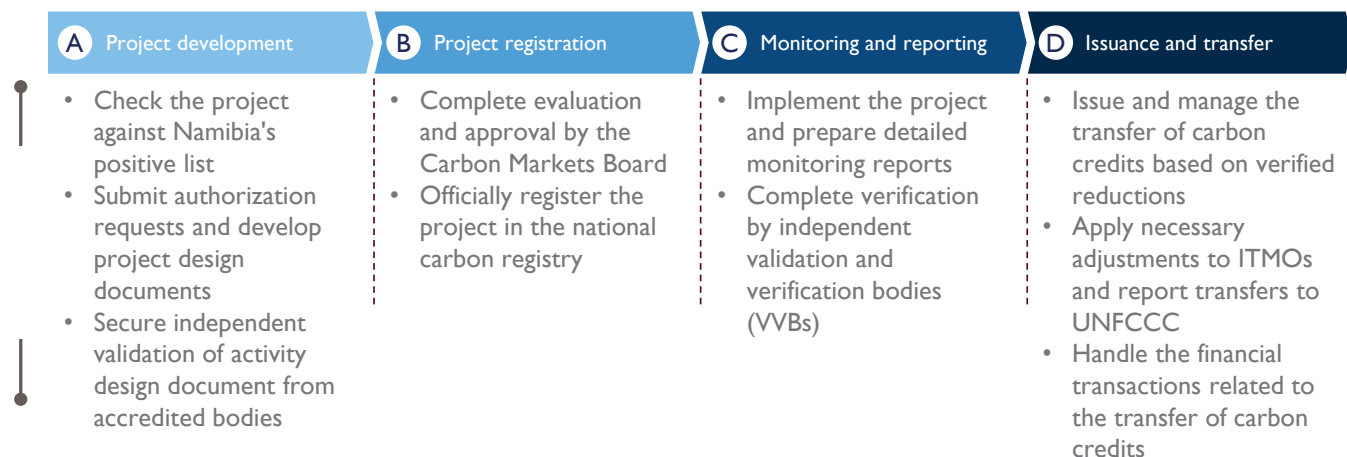 A Project development
B Project registration
C Monitoring and reporting
D Issuance and transfer
• Check the project
against Namibia's
positive list
• Submit authorization
requests and develop
project design
documents
• Secure independent
validation of activity
design document from
accredited bodies
• Complete evaluation
and approval by the
Carbon Markets Board
• Officially register the
project in the national
carbon registry
• Implement the project
and prepare detailed
monitoring reports
• Complete verification
by independent
validation and
verification bodies
(VVBs)
• Issue and manage the
transfer of carbon
credits based on verified
reductions
• Apply necessary
adjustments to ITMOs
and report transfers to
UNFCCC
• Handle the financial
transactions related to
the transfer of carbon
credits